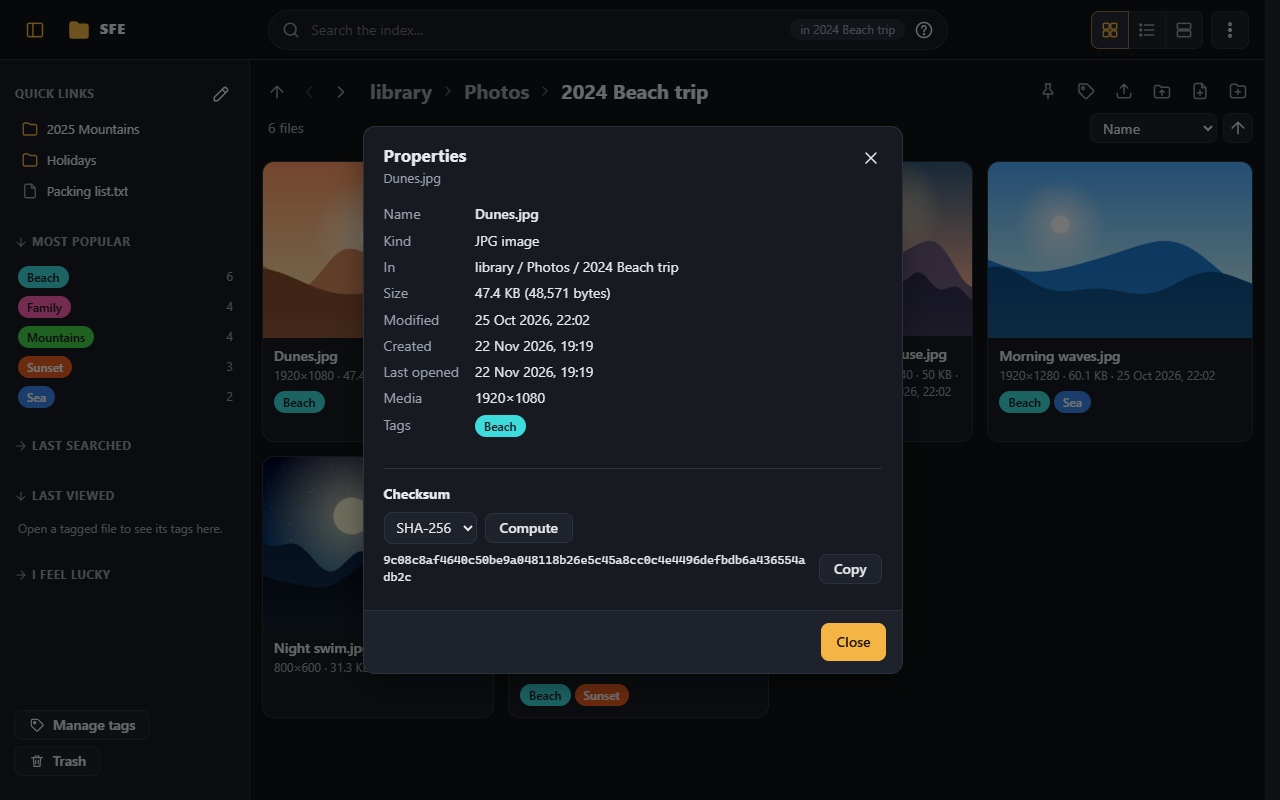 SFE
Search the index...
in 2024 Beach trip
QUICK LINKS
2025 Mountains
Holidays
Packing list.txt
MOST POPULAR
Beach 6
Family 4
Mountains 4
Sunset 3
Sea 2
LAST SEARCHED
LAST VIEWED
Open a tagged file to see its tags here.
I FEEL LUCKY
Manage tags
Trash
library > Photos > 2024 Beach trip
6 files
Name
Dunes.jpg
1920×1080 · 47.4
Beach
use.jpg
40 · 50 KB ·
26, 22:02
Morning waves.jpg
1920×1280 · 60.1 KB · 25 Oct 2026, 22:02
Beach Sea
Night swim.jp
800×600 · 31.3 K
Beach Sunset
Properties
Dunes.jpg
Name Dunes.jpg
Kind JPG image
In library / Photos / 2024 Beach trip
Size 47.4 KB (48,571 bytes)
Modified 25 Oct 2026, 22:02
Created 22 Nov 2026, 19:19
Last opened 22 Nov 2026, 19:19
Media 1920×1080
Tags Beach
Checksum
SHA-256 Compute
9c08c8af4640c50be9a048118b26e5c45a8cc0c4e4496defbdb6a436554a
db2c
Copy
Close